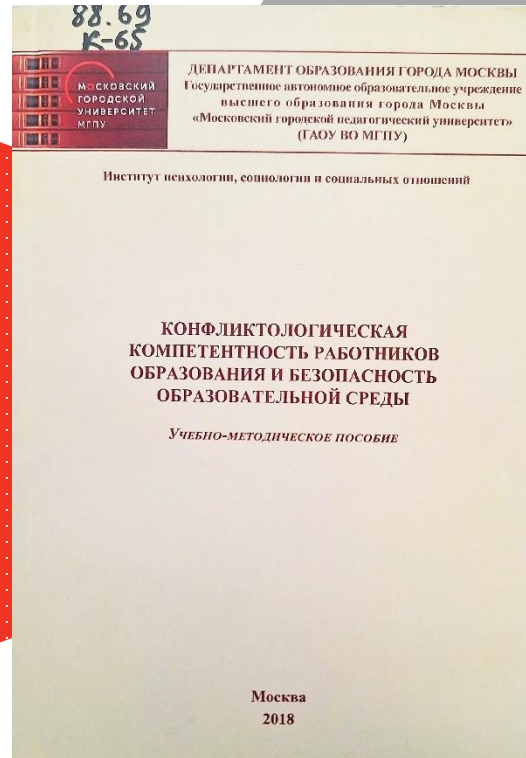 88.69
К-65
МОСКОВСКИЙ
ГОРОДСКОЙ
УНИВЕРСИТЕТ
МГПУ
ДЕПАРТАМЕНТ ОБРАЗОВАНИЯ ГОРОДА МОСКВЫ
Государственное автономное образовательное учреждение
высшего образования города Москвы
«Московский городской педагогический университет»
(ГАОУ ВО МГПУ)
Институт психологии, социологии и социальных отношений
КОНФЛИКТОЛОГИЧЕСКАЯ
КОМПЕТЕНТНОСТЬ РАБОТНИКОВ
ОБРАЗОВАНИЯ И БЕЗОПАСНОСТЬ
ОБРАЗОВАТЕЛЬНОЙ СРЕДЫ
УЧЕБНО-МЕТОДИЧЕСКОЕ ПОСОБИЕ
Москва
2018